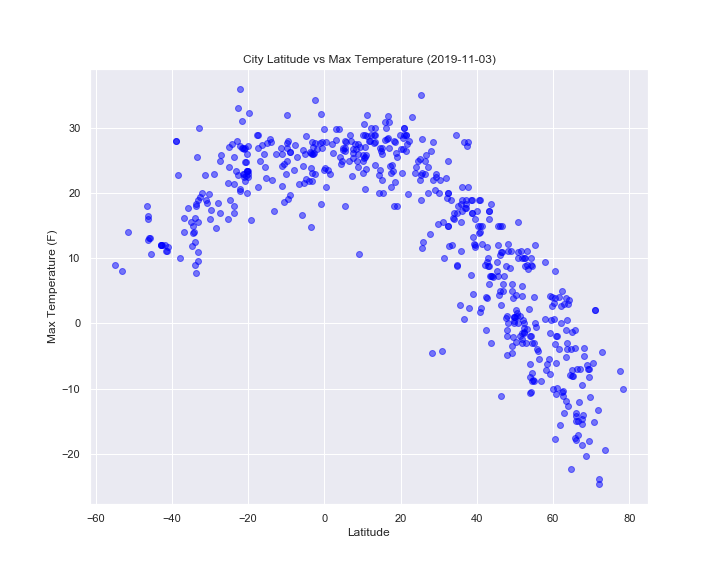 City Latitude vs Max Temperature (2019-11-03)
Max Temperature (F)
30
20
10
0
−10
−20
−60 −40 −20 0 20 40 60 80
Latitude